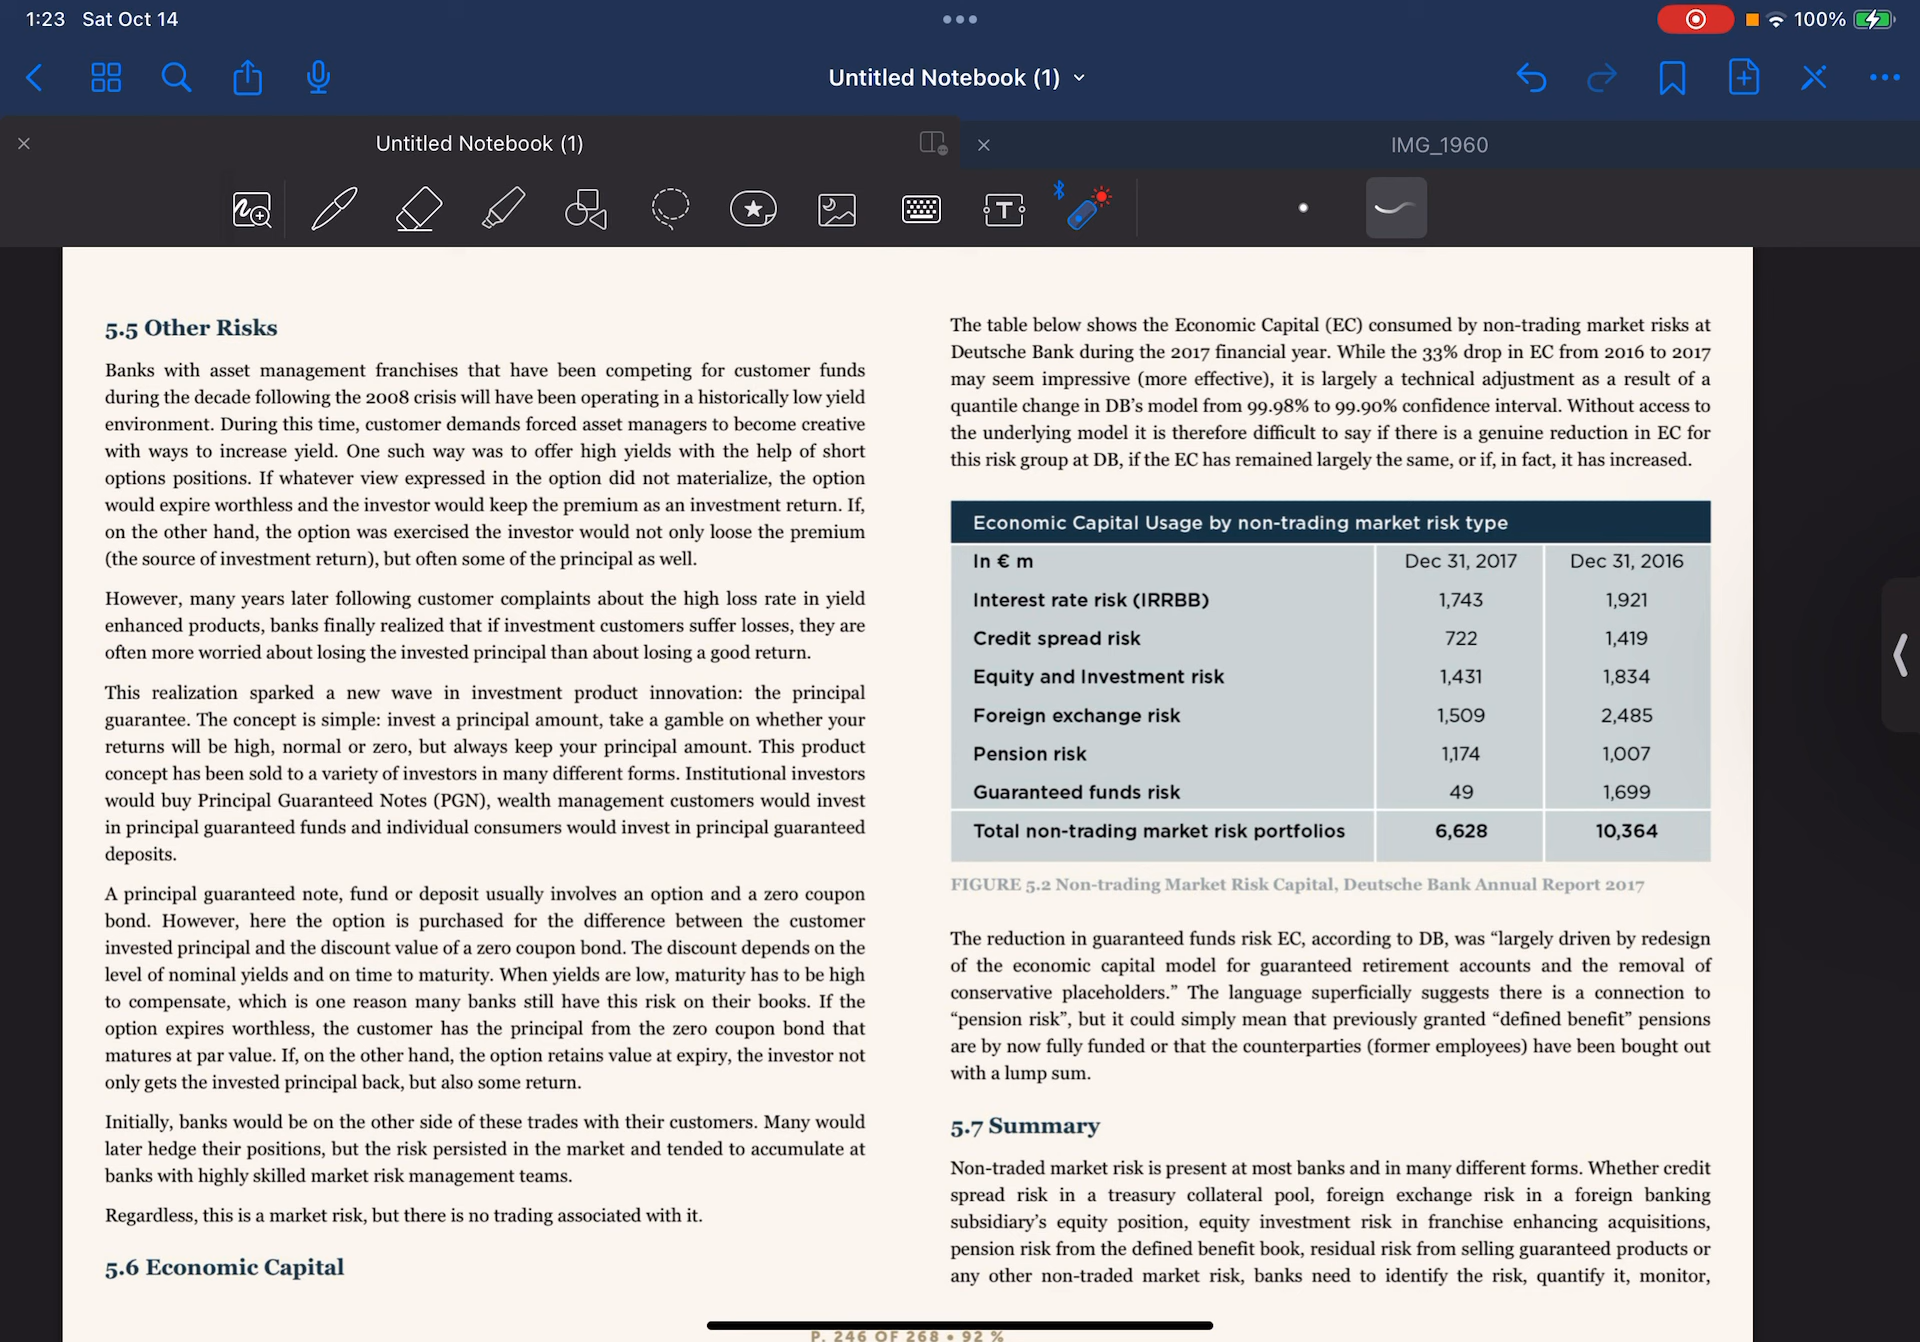 1:23 Sat Oct 14
100%
Untitled Notebook (1)
Untitled Notebook (1)
IMG_1960
5.5 Other Risks
Banks with asset management franchises that have been competing for customer funds
during the decade following the 2008 crisis will have been operating in a historically low yield
environment. During this time, customer demands forced asset managers to become creative
with ways to increase yield. One such way was to offer high yields with the help of short
options positions. If whatever view expressed in the option did not materialize, the option
would expire worthless and the investor would keep the premium as an investment return. If,
on the other hand, the option was exercised the investor would not only loose the premium
(the source of investment return), but often some of the principal as well.
However, many years later following customer complaints about the high loss rate in yield
enhanced products, banks finally realized that if investment customers suffer losses, they are
often more worried about losing the invested principal than about losing a good return.
This realization sparked a new wave in investment product innovation: the principal
guarantee. The concept is simple: invest a principal amount, take a gamble on whether your
returns will be high, normal or zero, but always keep your principal amount. This product
concept has been sold to a variety of investors in many different forms. Institutional investors
would buy Principal Guaranteed Notes (PGN), wealth management customers would invest
in principal guaranteed funds and individual consumers would invest in principal guaranteed
deposits.
A principal guaranteed note, fund or deposit usually involves an option and a zero coupon
bond. However, here the option is purchased for the difference between the customer
invested principal and the discount value of a zero coupon bond. The discount depends on the
level of nominal yields and on time to maturity. When yields are low, maturity has to be high
to compensate, which is one reason many banks still have this risk on their books. If the
option expires worthless, the customer has the principal from the zero coupon bond that
matures at par value. If, on the other hand, the option retains value at expiry, the investor not
only gets the invested principal back, but also some return.
Initially, banks would be on the other side of these trades with their customers. Many would
later hedge their positions, but the risk persisted in the market and tended to accumulate at
banks with highly skilled market risk management teams.
Regardless, this is a market risk, but there is no trading associated with it.
5.6 Economic Capital
The table below shows the Economic Capital (EC) consumed by non-trading market risks at
Deutsche Bank during the 2017 financial year. While the 33% drop in EC from 2016 to 2017
may seem impressive (more effective), it is largely a technical adjustment as a result of a
quantile change in DB's model from 99.98% to 99.90% confidence interval. Without access to
the underlying model it is therefore difficult to say if there is a genuine reduction in EC for
this risk group at DB, if the EC has remained largely the same, or if, in fact, it has increased.
Economic Capital Usage by non-trading market risk type
In € m Dec 31, 2017 Dec 31, 2016
Interest rate risk (IRRBB) 1,743 1,921
Credit spread risk 722 1,419
Equity and Investment risk 1,431 1,834
Foreign exchange risk 1,509 2,485
Pension risk 1,174 1,007
Guaranteed funds risk 49 1,699
Total non-trading market risk portfolios 6,628 10,364
FIGURE 5.2 Non-trading Market Risk Capital, Deutsche Bank Annual Report 2017
The reduction in guaranteed funds risk EC, according to DB, was “largely driven by redesign
of the economic capital model for guaranteed retirement accounts and the removal of
conservative placeholders.” The language superficially suggests there is a connection to
“pension risk”, but it could simply mean that previously granted “defined benefit” pensions
are by now fully funded or that the counterparties (former employees) have been bought out
with a lump sum.
5.7 Summary
Non-traded market risk is present at most banks and in many different forms. Whether credit
spread risk in a treasury collateral pool, foreign exchange risk in a foreign banking
subsidiary's equity position, equity investment risk in franchise enhancing acquisitions,
pension risk from the defined benefit book, residual risk from selling guaranteed products or
any other non-traded market risk, banks need to identify the risk, quantify it, monitor,
P. 246 OF 268 • 92 %